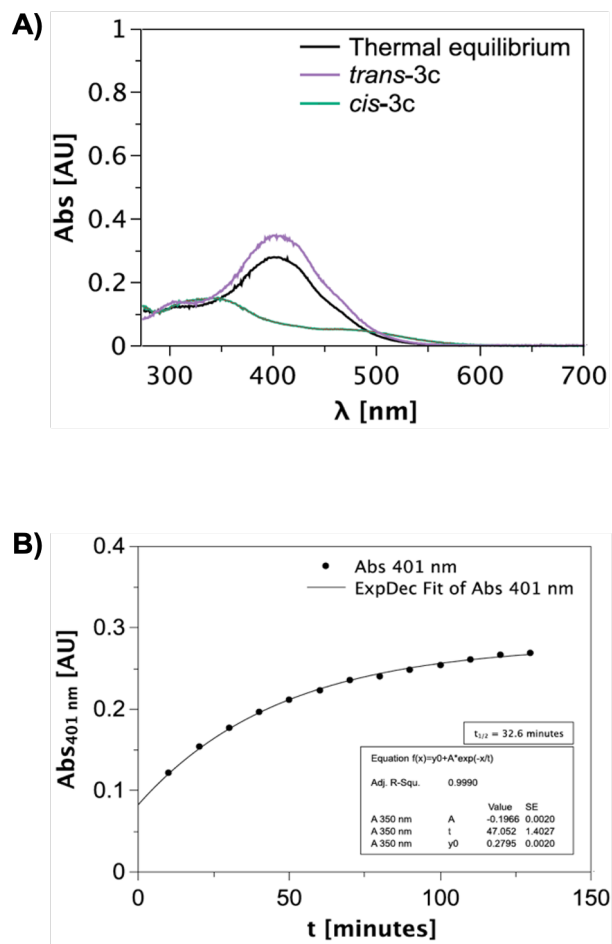 A)
1
0.8
0.6
0.4
0.2
0
Abs [AU]
Thermal equilibrium
trans-3c
cis-3c
300 400 500 600 700
λ [nm]
B)
0.4
0.3
0.2
0.1
0
Abs401 nm [AU]
Abs 401 nm
ExpDec Fit of Abs 401 nm
t1/2 = 32.6 minutes
Equation f(x)=y0+A*exp(-x/t)
Adj. R-Squ. 0.9990
Value SE
A 350 nm A -0.1966 0.0020
A 350 nm t 47.052 1.4027
A 350 nm y0 0.2795 0.0020
0 50 100 150
t [minutes]